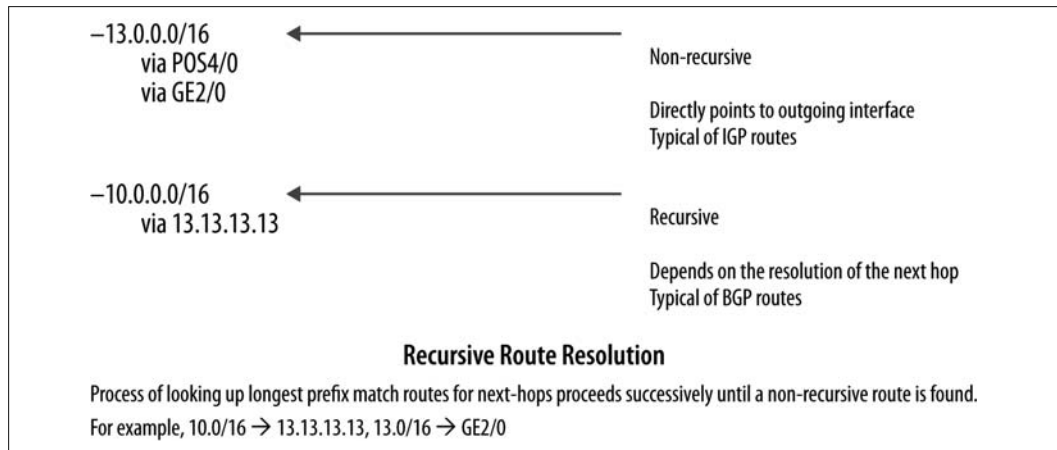 –13.0.0.0/16
via POS4/0
via GE2/0
Non-recursive
Directly points to outgoing interface
Typical of IGP routes
–10.0.0.0/16
via 13.13.13.13
Recursive
Depends on the resolution of the next hop
Typical of BGP routes
Recursive Route Resolution
Process of looking up longest prefix match routes for next-hops proceeds successively until a non-recursive route is found.
For example, 10.0/16 → 13.13.13.13, 13.0/16 → GE2/0